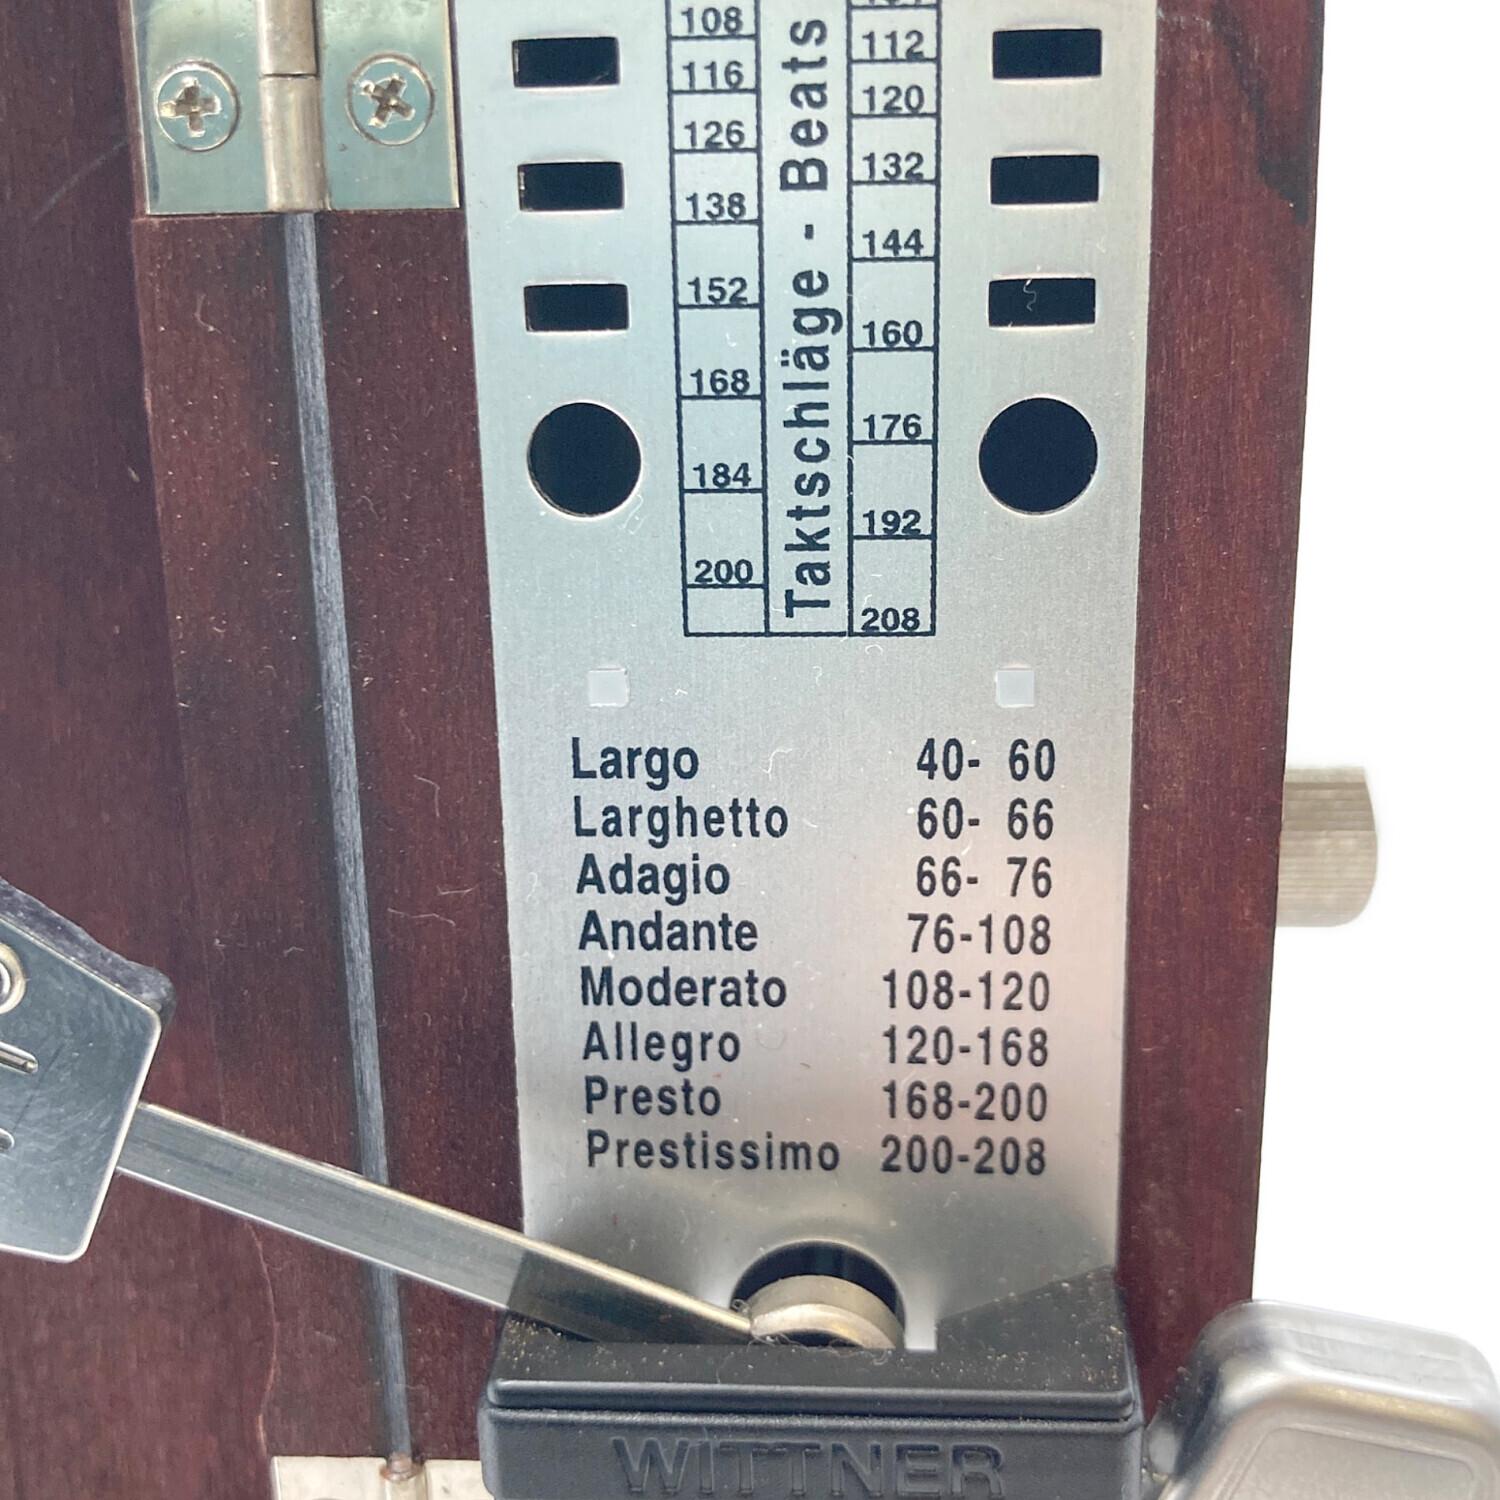 108
112
116
120
126
132
138
144
152
160
168
176
184
192
200
208
Taktschläge - Beats
Largo 40- 60
Larghetto 60- 66
Adagio 66- 76
Andante 76-108
Moderato 108-120
Allegro 120-168
Presto 168-200
Prestissimo 200-208
WITTNER